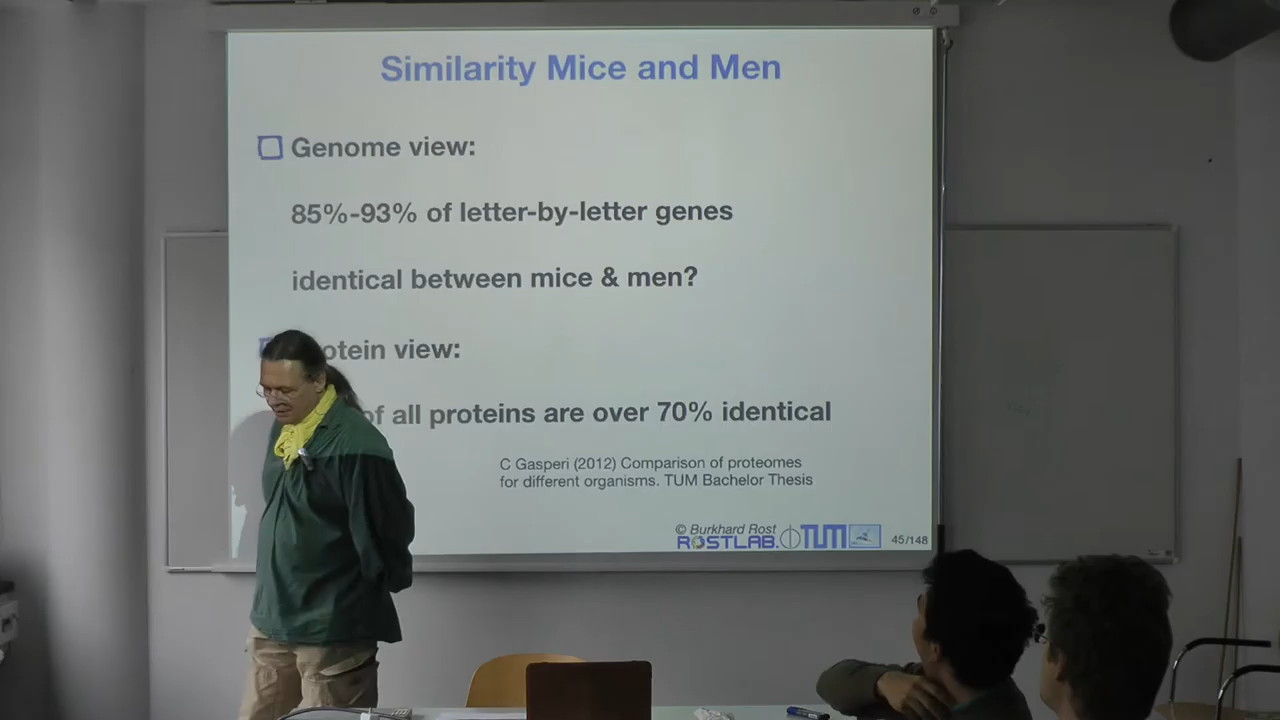 Similarity Mice and Men
Genome view:
85%-93% of letter-by-letter genes
identical between mice & men?
view:
of all proteins are over 70% identical
C Gasperi (2012) Comparison of proteomes
for different organisms. TUM Bachelor Thesis
© Burkhard Rost
ROSTLAB. TUM
45/148